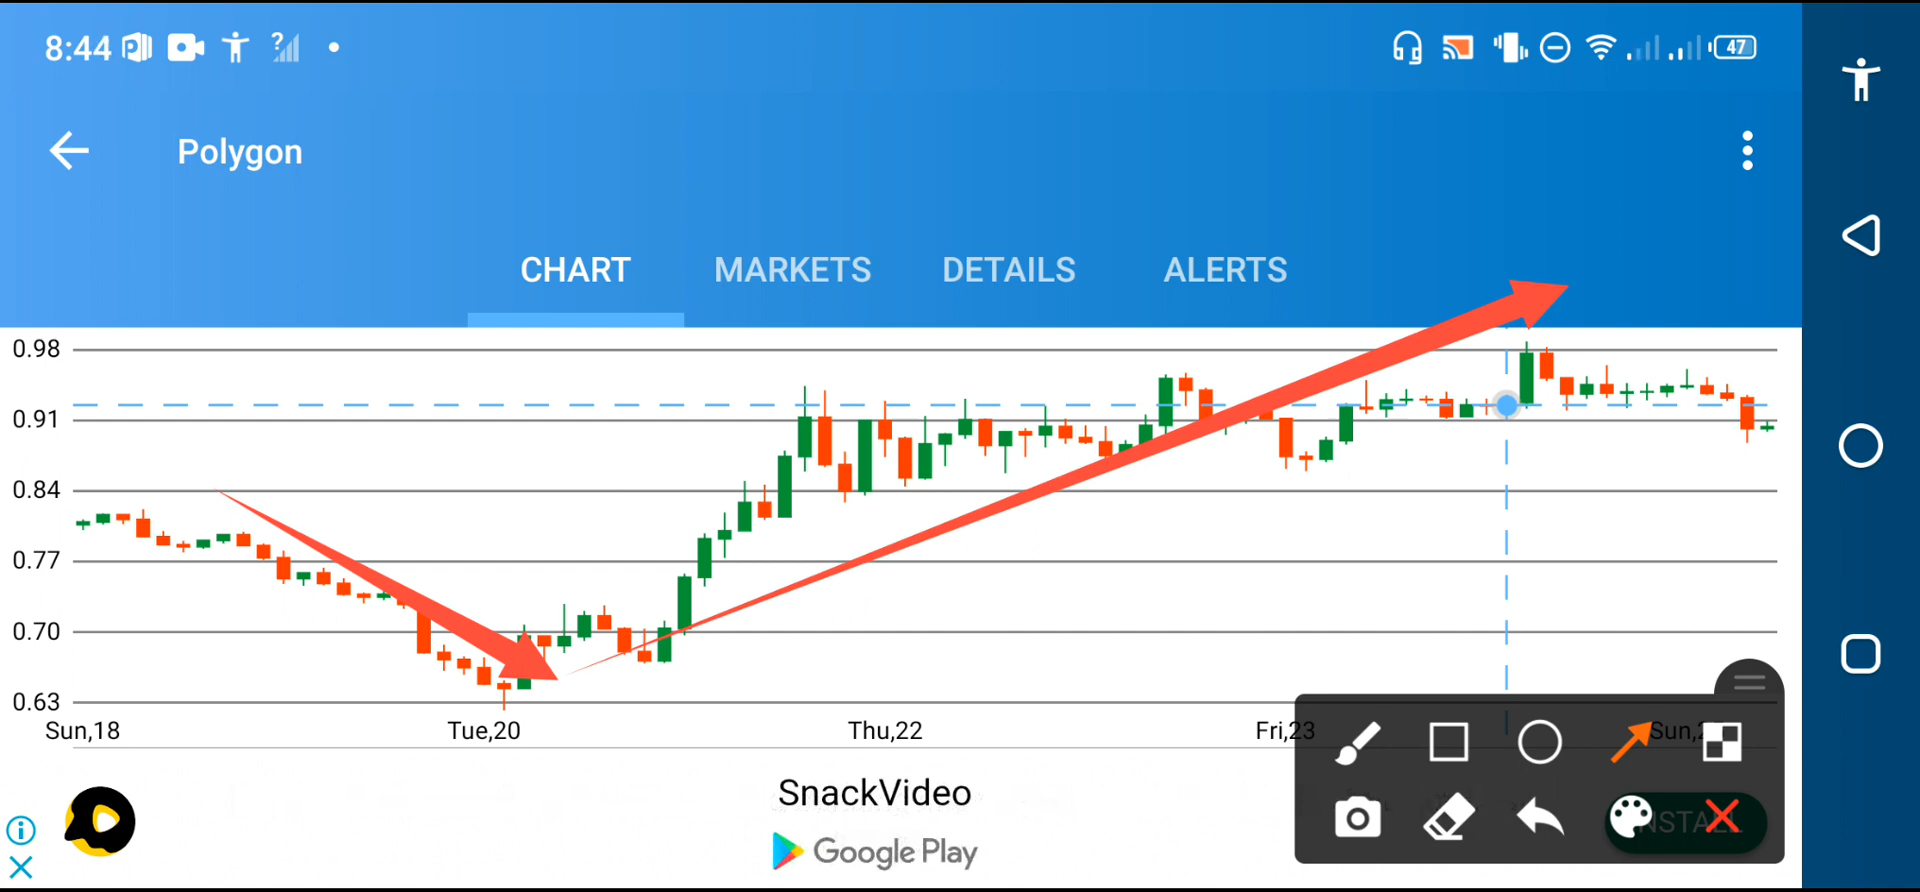 8:44
47
Polygon
CHART MARKETS DETAILS ALERTS
0.98
0.91
0.84
0.77
0.70
0.63
Sun,18 Tue,20 Thu,22 Fri,23 Sun,
SnackVideo
Google Play